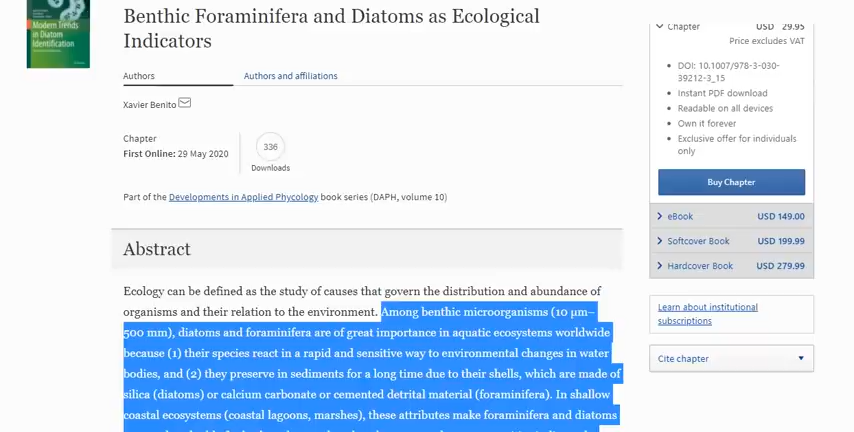 Modern Trends
in Diatom
Identification
Benthic Foraminifera and Diatoms as Ecological
Indicators
Authors
Authors and affiliations
Xavier Benito
Chapter
First Online: 29 May 2020
336
Downloads
Part of the Developments in Applied Phycology book series (DAPH, volume 10)
Abstract
Ecology can be defined as the study of causes that govern the distribution and abundance of
organisms and their relation to the environment. Among benthic microorganisms (10 μm–
500 mm), diatoms and foraminifera are of great importance in aquatic ecosystems worldwide
because (1) their species react in a rapid and sensitive way to environmental changes in water
bodies, and (2) they preserve in sediments for a long time due to their shells, which are made of
silica (diatoms) or calcium carbonate or cemented detrital material (foraminifera). In shallow
coastal ecosystems (coastal lagoons, marshes), these attributes make foraminifera and diatoms
Chapter USD 29.95
Price excludes VAT
DOI: 10.1007/978-3-030-
39212-3_15
Instant PDF download
Readable on all devices
Own it forever
Exclusive offer for individuals
only
Buy Chapter
eBook USD 149.00
Softcover Book USD 199.99
Hardcover Book USD 279.99
Learn about institutional
subscriptions
Cite chapter